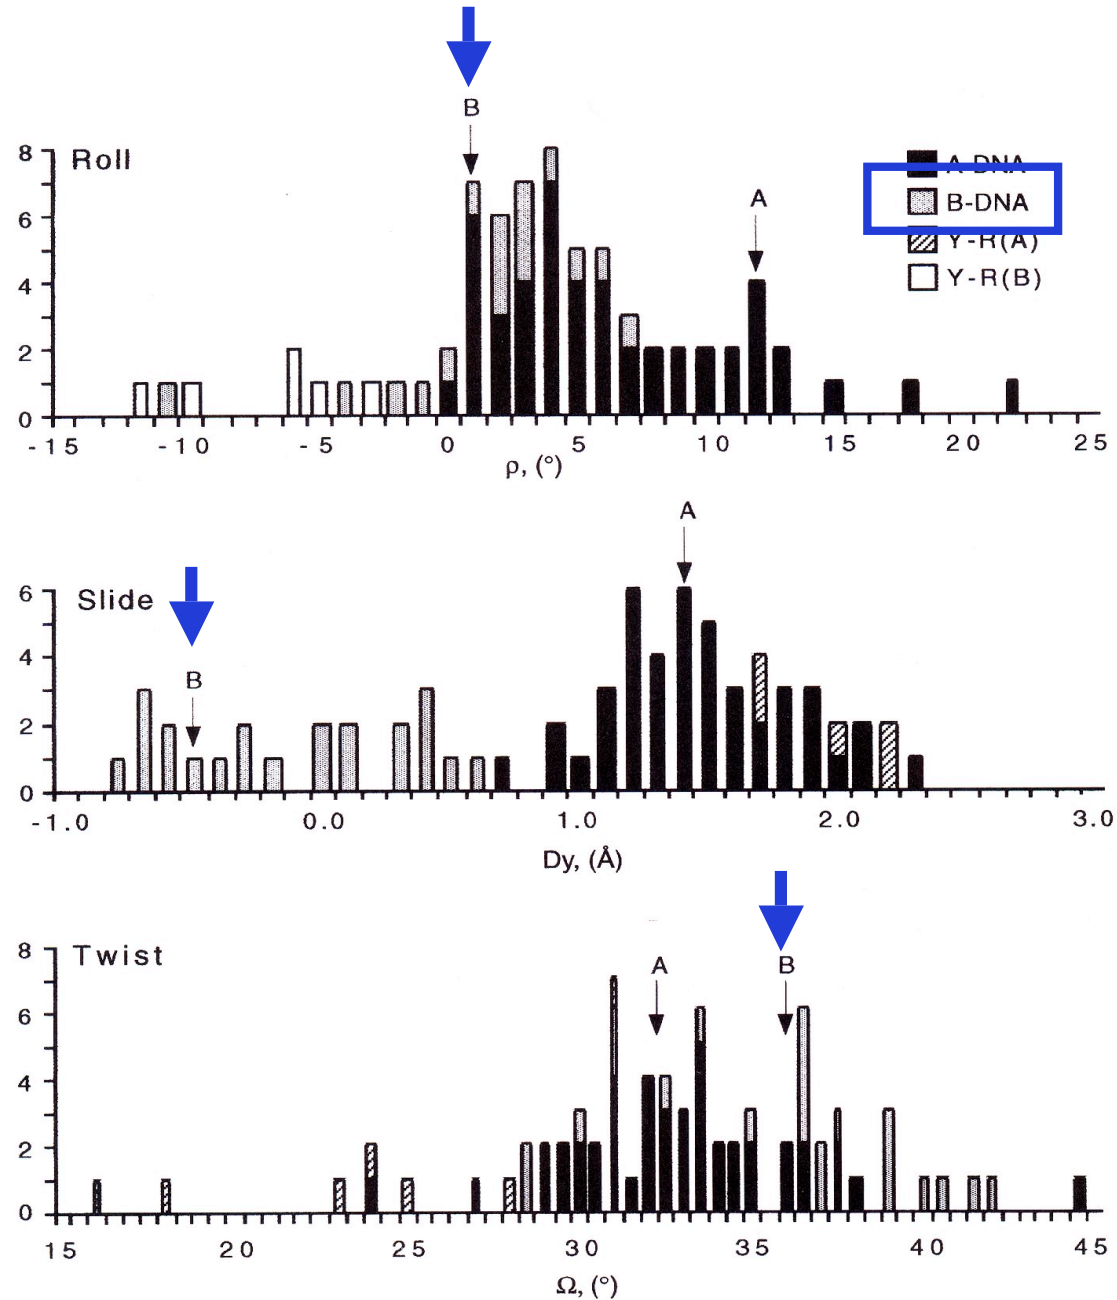 B
8
Roll
A-DNA
6
A
B-DNA
Y-R(A)
4
Y-R(B)
2
0
-15 -10 -5 0 5 10 15 20 25
ρ, (°)
A
6
Slide
4
B
2
0
-1.0 0.0 1.0 2.0 3.0
Dy, (Å)
8
Twist
A B
6
4
2
0
15 20 25 30 35 40 45
Ω, (°)